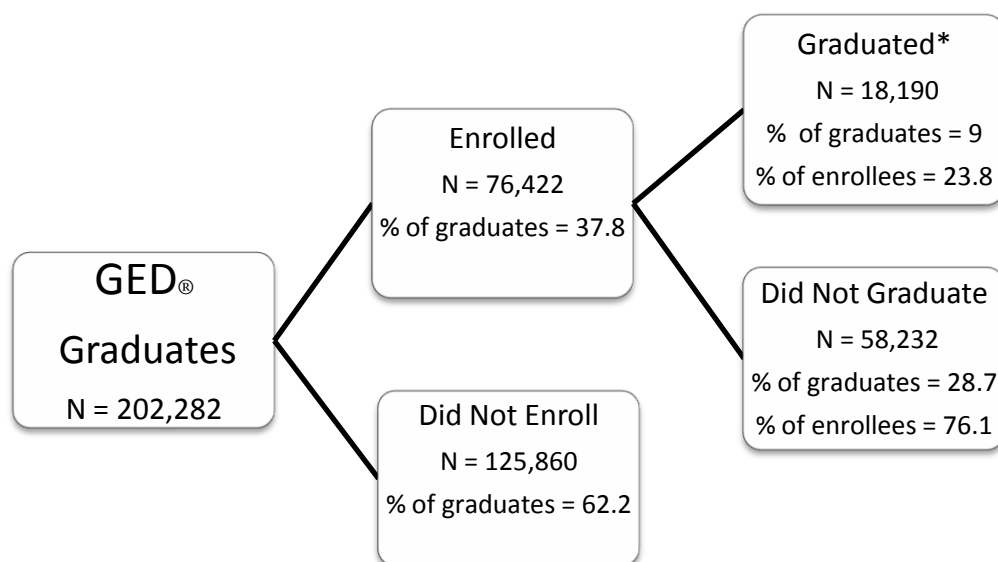 GED®
Graduates
N = 202,282
Enrolled
N = 76,422
% of graduates = 37.8
Did Not Enroll
N = 125,860
% of graduates = 62.2
Graduated*
N = 18,190
% of graduates = 9
% of enrollees = 23.8
Did Not Graduate
N = 58,232
% of graduates = 28.7
% of enrollees = 76.1